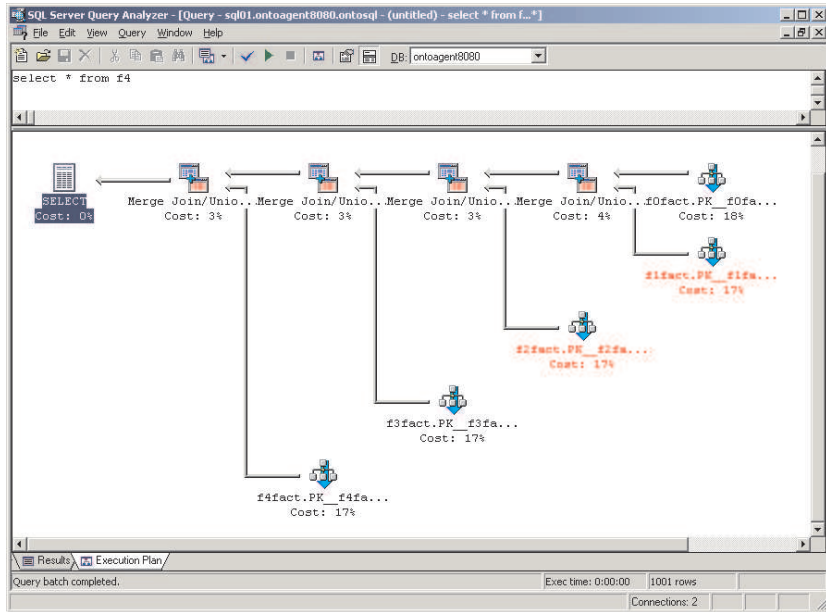 SQL Server Query Analyzer - [Query - sql01.ontoagent8080.ontosql - (untitled) - select * from f...*]
File Edit View Query Window Help
DB: ontoagent8080
select * from f4
SELECT
Cost: 0%
Merge Join/Unio...
Cost: 3%
Merge Join/Unio...
Cost: 3%
Merge Join/Unio...
Cost: 3%
Merge Join/Unio...
Cost: 4%
f0fact.PK__f0fa...
Cost: 18%
f1fact.PK__f1fa...
Cost: 17%
f2fact.PK__f2fa...
Cost: 17%
f3fact.PK__f3fa...
Cost: 17%
f4fact.PK__f4fa...
Cost: 17%
Results Execution Plan
Query batch completed. Exec time: 0:00:00 1001 rows
Connections: 2